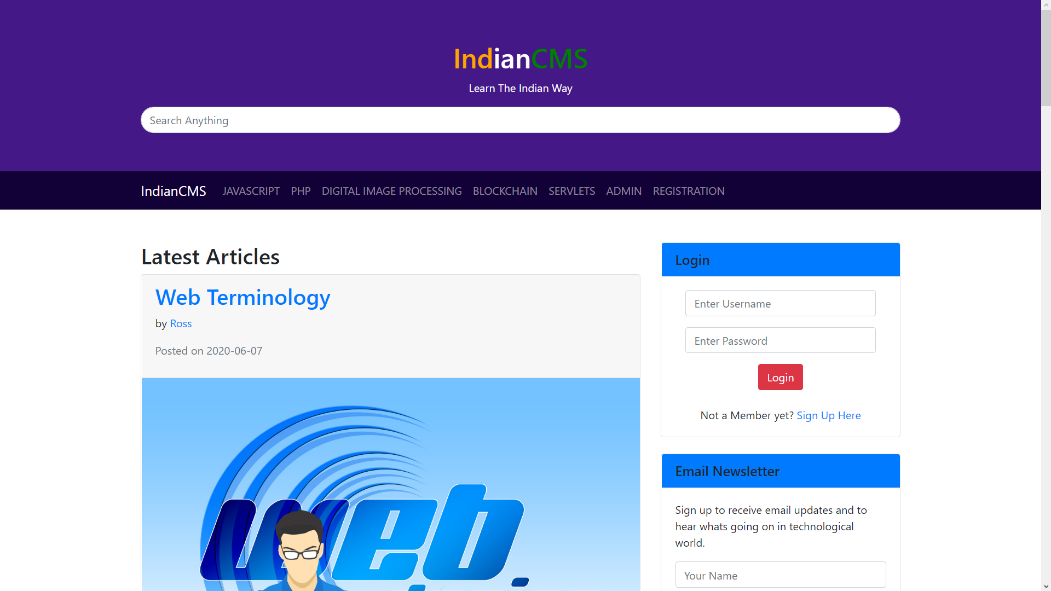 IndianCMS
Learn The Indian Way
Search Anything
IndianCMS JAVASCRIPT PHP DIGITAL IMAGE PROCESSING BLOCKCHAIN SERVLETS ADMIN REGISTRATION
Latest Articles
Web Terminology
by Ross
Posted on 2020-06-07
web.
Login
Enter Username
Enter Password
Login
Not a Member yet? Sign Up Here
Email Newsletter
Sign up to receive email updates and to
hear whats going on in technological
world.
Your Name